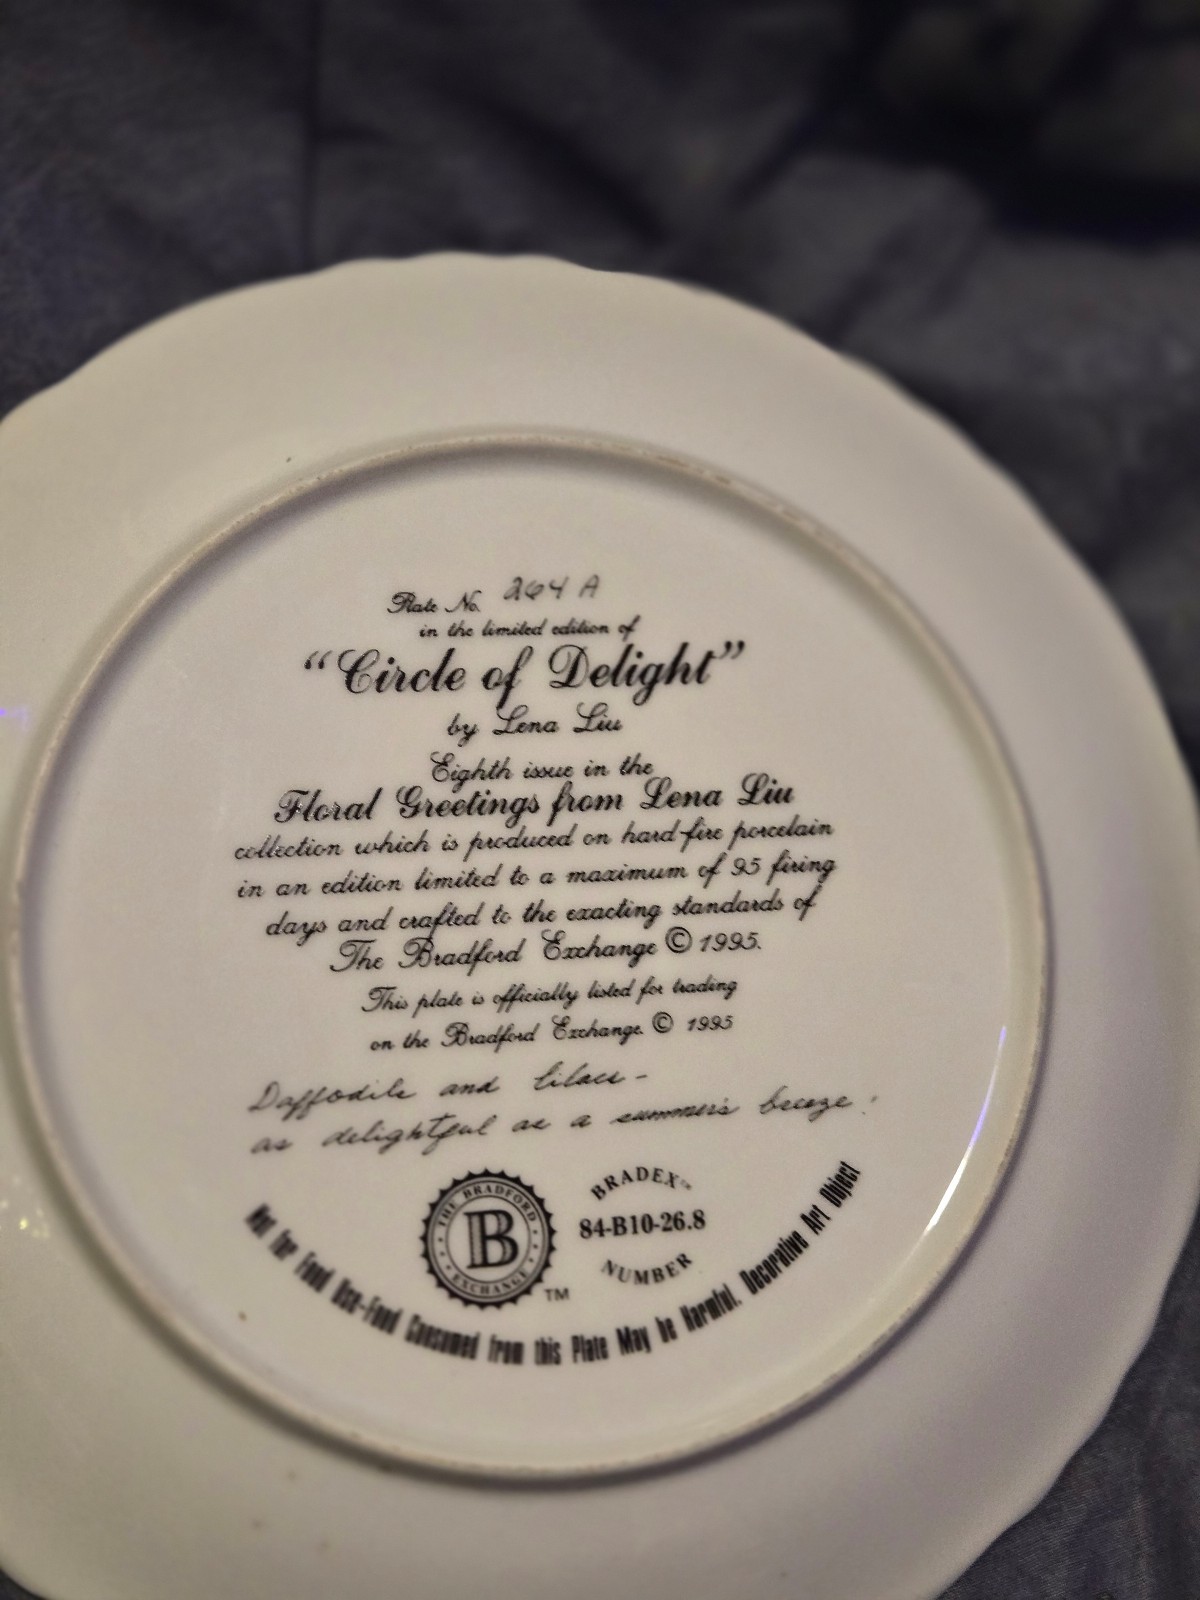 Plate No. 264 A
in the limited edition of
“Circle of Delight”
by Lena Liu
Eighth issue in the
Floral Greetings from Lena Liu
collection which is produced on hard-fire porcelain
in an edition limited to a maximum of 95 firing
days and crafted to the exacting standards of
The Bradford Exchange © 1995.
This plate is officially listed for trading
on the Bradford Exchange. © 1995
Daffodils and lilacs -
as delightful as a summer's breeze!
THE BRADFORD
B
EXCHANGE
TM
BRADEX™
84-B10-26.8
NUMBER
Not for Food Use-Food Consumed from this Plate May be Harmful. Decorative Art Object